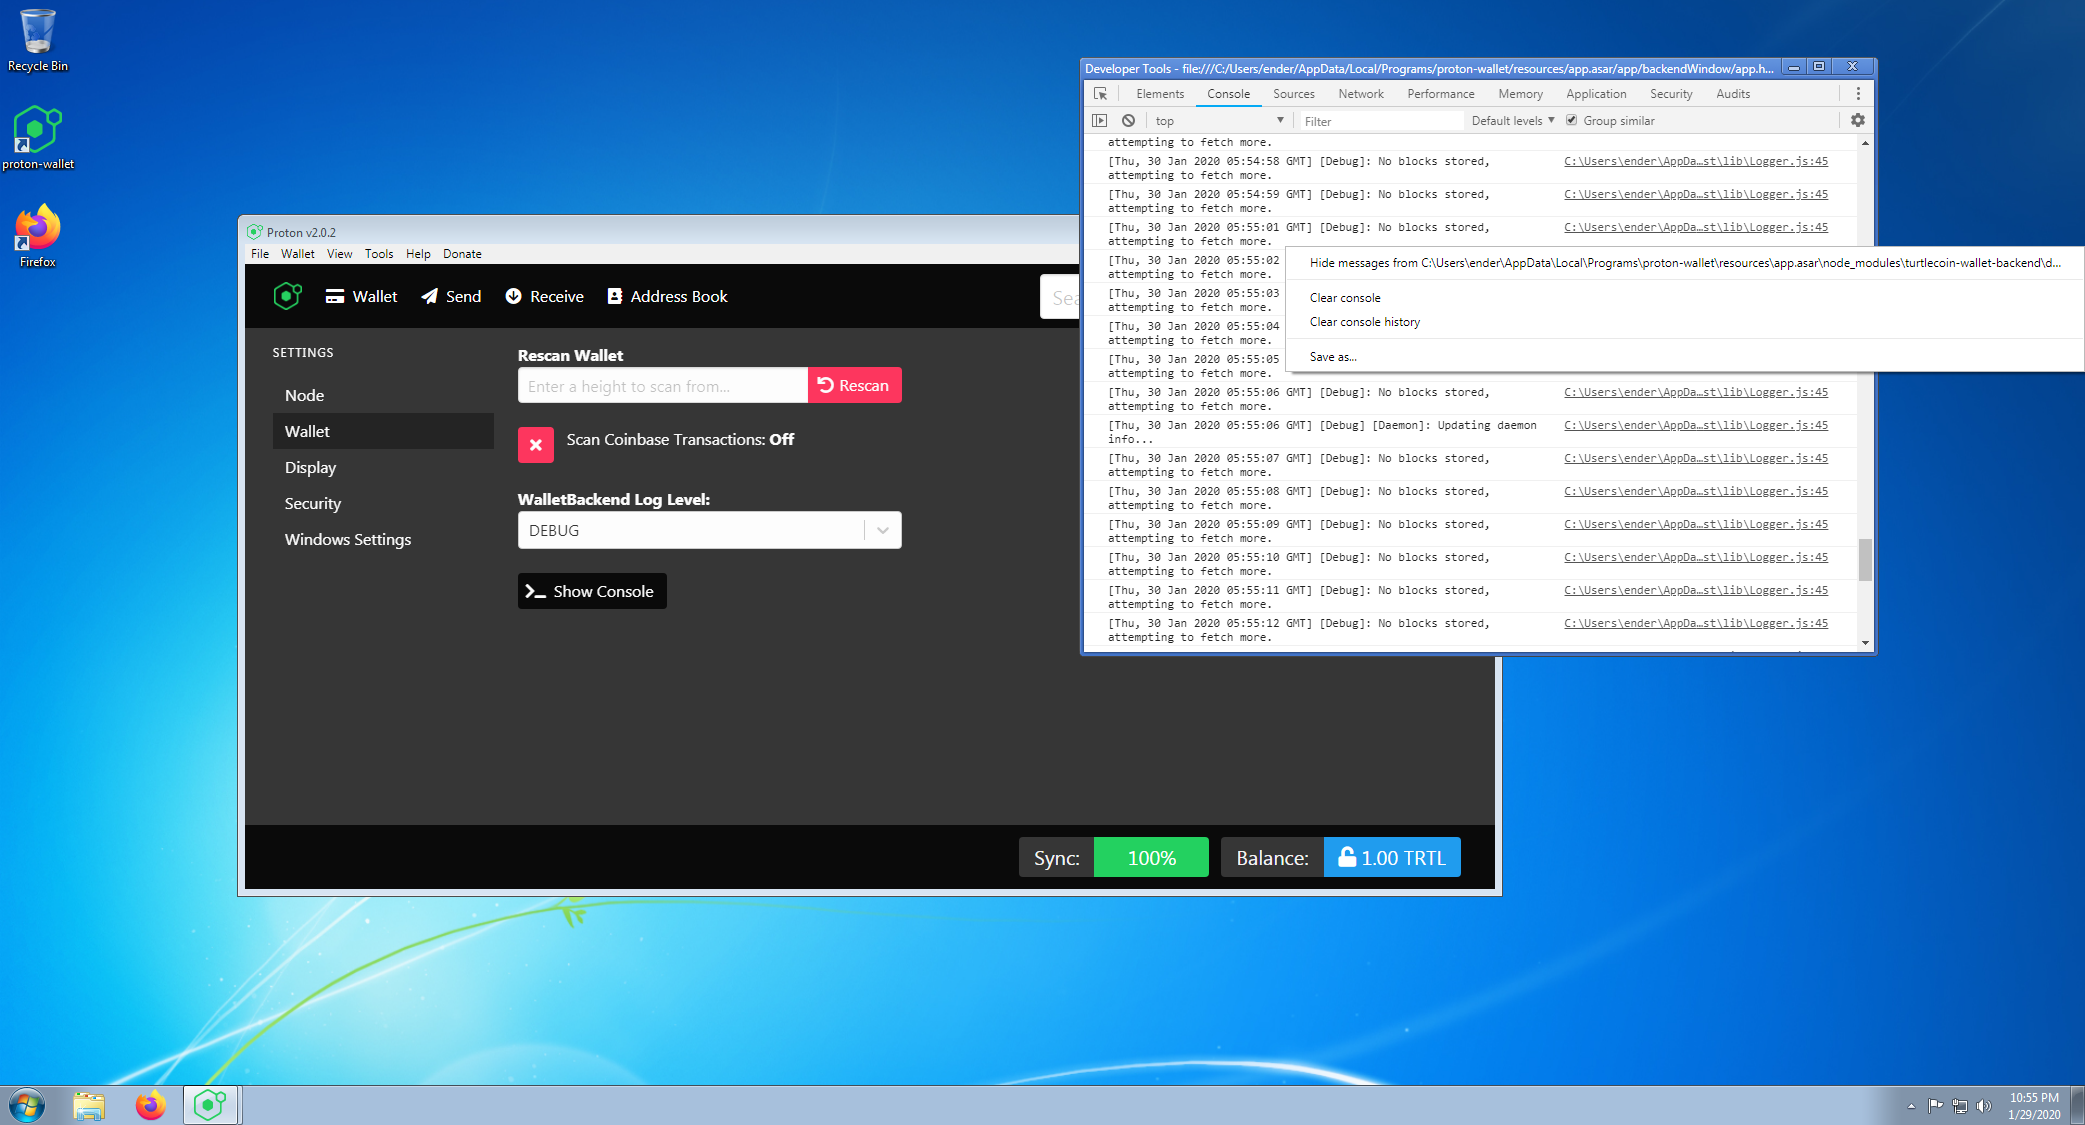 Recycle Bin
proton-wallet
Firefox
Proton v2.0.2
File Wallet View Tools Help Donate
Wallet Send Receive Address Book
Sea
SETTINGS
Node
Wallet
Display
Security
Windows Settings
Rescan Wallet
Enter a height to scan from...
Rescan
Scan Coinbase Transactions: Off
WalletBackend Log Level:
DEBUG
Show Console
Sync: 100% Balance: 1.00 TRTL
Developer Tools - file:///C:/Users/ender/AppData/Local/Programs/proton-wallet/resources/app.asar/app/backendWindow/app.h...
Elements Console Sources Network Performance Memory Application Security Audits
top Filter Default levels Group similar
attempting to fetch more.
[Thu, 30 Jan 2020 05:54:58 GMT] [Debug]: No blocks stored, C:\Users\ender\AppDa…st\lib\Logger.js:45
attempting to fetch more.
[Thu, 30 Jan 2020 05:54:59 GMT] [Debug]: No blocks stored, C:\Users\ender\AppDa…st\lib\Logger.js:45
attempting to fetch more.
[Thu, 30 Jan 2020 05:55:01 GMT] [Debug]: No blocks stored, C:\Users\ender\AppDa…st\lib\Logger.js:45
attempting to fetch more.
[Thu, 30 Jan 2020 05:55:02
attempting to fetch more.
[Thu, 30 Jan 2020 05:55:03
attempting to fetch more.
[Thu, 30 Jan 2020 05:55:04
attempting to fetch more.
[Thu, 30 Jan 2020 05:55:05
attempting to fetch more.
[Thu, 30 Jan 2020 05:55:06 GMT] [Debug]: No blocks stored, C:\Users\ender\AppDa…st\lib\Logger.js:45
attempting to fetch more.
[Thu, 30 Jan 2020 05:55:06 GMT] [Debug] [Daemon]: Updating daemon C:\Users\ender\AppDa…st\lib\Logger.js:45
info...
[Thu, 30 Jan 2020 05:55:07 GMT] [Debug]: No blocks stored, C:\Users\ender\AppDa…st\lib\Logger.js:45
attempting to fetch more.
[Thu, 30 Jan 2020 05:55:08 GMT] [Debug]: No blocks stored, C:\Users\ender\AppDa…st\lib\Logger.js:45
attempting to fetch more.
[Thu, 30 Jan 2020 05:55:09 GMT] [Debug]: No blocks stored, C:\Users\ender\AppDa…st\lib\Logger.js:45
attempting to fetch more.
[Thu, 30 Jan 2020 05:55:10 GMT] [Debug]: No blocks stored, C:\Users\ender\AppDa…st\lib\Logger.js:45
attempting to fetch more.
[Thu, 30 Jan 2020 05:55:11 GMT] [Debug]: No blocks stored, C:\Users\ender\AppDa…st\lib\Logger.js:45
attempting to fetch more.
[Thu, 30 Jan 2020 05:55:12 GMT] [Debug]: No blocks stored, C:\Users\ender\AppDa…st\lib\Logger.js:45
attempting to fetch more.
Hide messages from C:\Users\ender\AppData\Local\Programs\proton-wallet\resources\app.asar\node_modules\turtlecoin-wallet-backend\d...
Clear console
Clear console history
Save as...
10:55 PM
1/29/2020